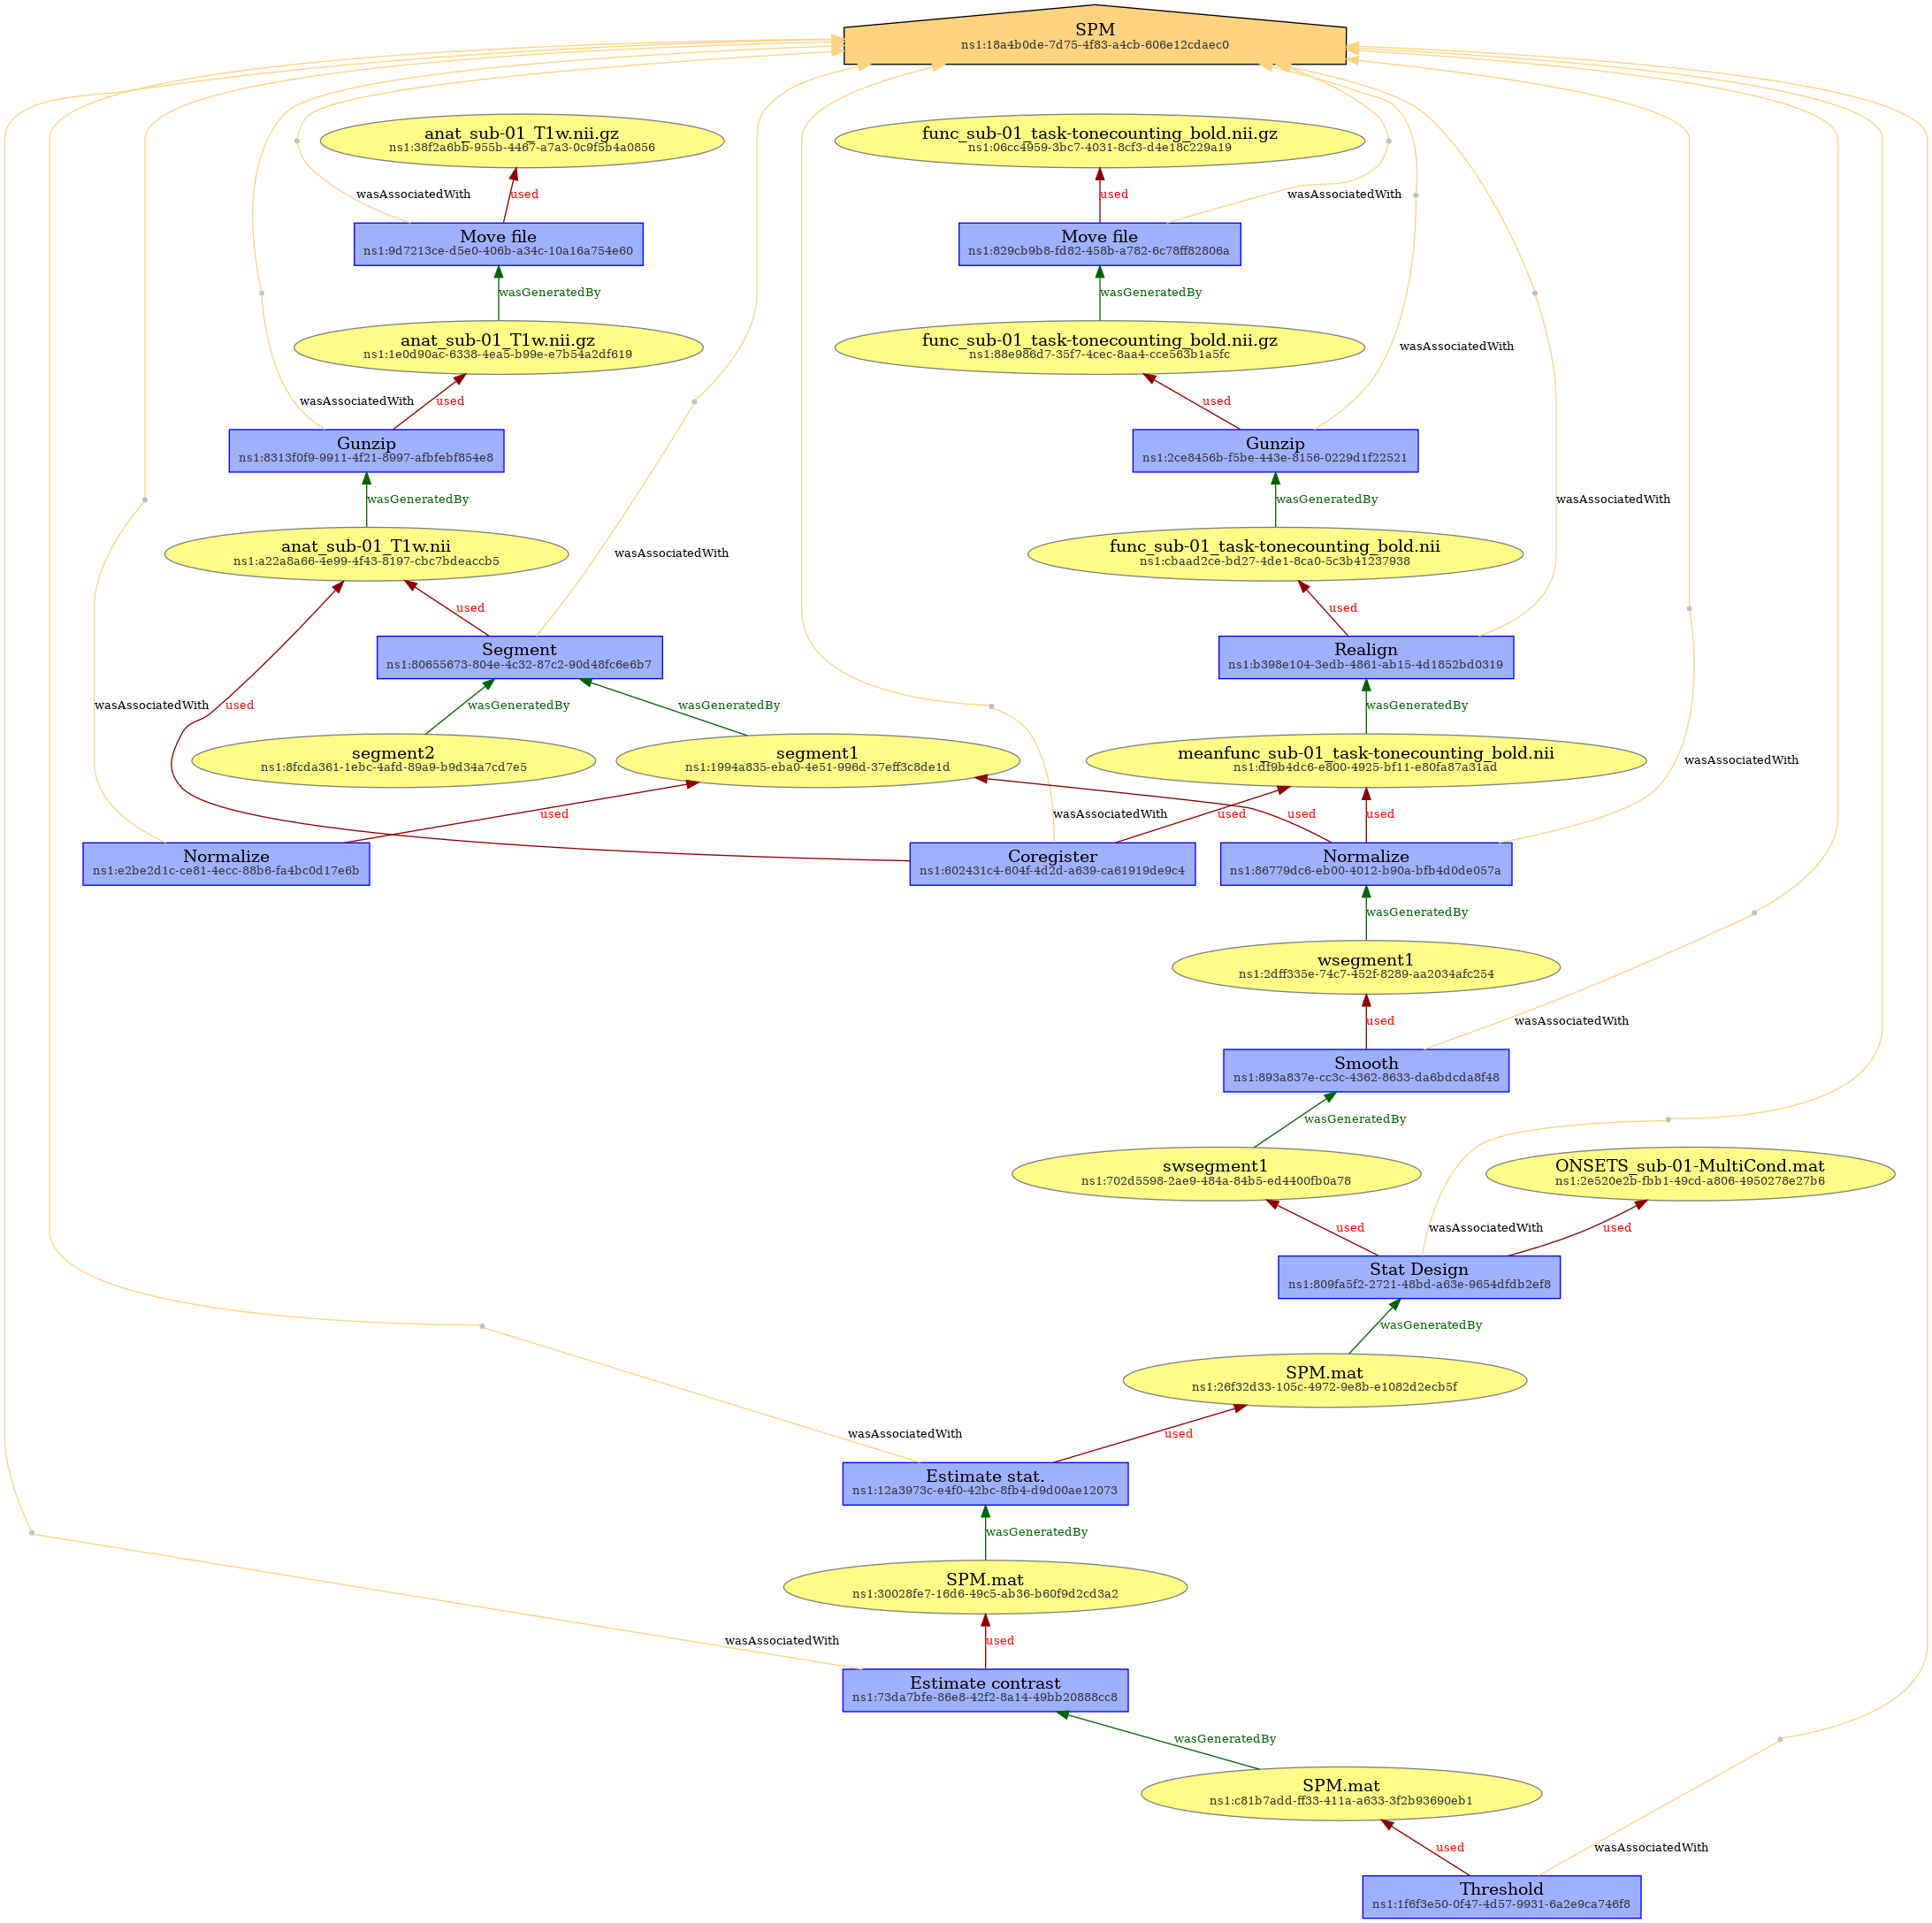 SPM
ns1:18a4b0de-7d75-4f83-a4cb-606e12cdaec0
anat_sub-01_T1w.nii.gz
ns1:38f2a6bb-955b-4467-a7a3-0c9f5b4a0856
func_sub-01_task-tonecounting_bold.nii.gz
ns1:06cc4959-3bc7-4031-8cf3-d4e18c229a19
wasAssociatedWith
used
used
wasAssociatedWith
Move file
ns1:9d7213ce-d5e0-406b-a34c-10a16a754e60
Move file
ns1:829cb9b8-fd82-458b-a782-6c78ff82806a
wasGeneratedBy
wasGeneratedBy
anat_sub-01_T1w.nii.gz
ns1:1e0d90ac-6338-4ea5-b99e-e7b54a2df619
func_sub-01_task-tonecounting_bold.nii.gz
ns1:88e986d7-35f7-4cec-8aa4-cce563b1a5fc
wasAssociatedWith
wasAssociatedWith
used
used
Gunzip
ns1:8313f0f9-9911-4f21-8997-afbfebf854e8
Gunzip
ns1:2ce8456b-f5be-443e-8156-0229d1f22521
wasGeneratedBy
wasGeneratedBy
wasAssociatedWith
anat_sub-01_T1w.nii
ns1:a22a8a66-4e99-4f43-8197-cbc7bdeaccb5
wasAssociatedWith
func_sub-01_task-tonecounting_bold.nii
ns1:cbaad2ce-bd27-4de1-8ca0-5c3b41237938
used
used
Segment
ns1:80655673-804e-4c32-87c2-90d48fc6e6b7
Realign
ns1:b398e104-3edb-4861-ab15-4d1852bd0319
wasAssociatedWith
used
wasGeneratedBy
wasGeneratedBy
wasGeneratedBy
segment2
ns1:8fcda361-1ebc-4afd-89a9-b9d34a7cd7e5
segment1
ns1:1994a835-eba0-4e51-996d-37eff3c8de1d
meanfunc_sub-01_task-tonecounting_bold.nii
ns1:df9b4dc6-e800-4925-bf11-e80fa87a31ad
wasAssociatedWith
used
wasAssociatedWith
used
used
used
Normalize
ns1:e2be2d1c-ce81-4ecc-88b6-fa4bc0d17e6b
Coregister
ns1:602431c4-604f-4d2d-a639-ca61919de9c4
Normalize
ns1:86779dc6-eb00-4012-b90a-bfb4d0de057a
wasGeneratedBy
wsegment1
ns1:2dff335e-74c7-452f-8289-aa2034afc254
used
wasAssociatedWith
Smooth
ns1:893a837e-cc3c-4362-8633-da6bdcda8f48
wasGeneratedBy
swsegment1
ns1:702d5598-2ae9-484a-84b5-ed4400fb0a78
ONSETS_sub-01-MultiCond.mat
ns1:2e520e2b-fbb1-49cd-a806-4950278e27b6
used
wasAssociatedWith
used
Stat Design
ns1:809fa5f2-2721-48bd-a63e-9654dfdb2ef8
wasGeneratedBy
SPM.mat
ns1:26f32d33-105c-4972-9e8b-e1082d2ecb5f
wasAssociatedWith
used
Estimate stat.
ns1:12a3973c-e4f0-42bc-8fb4-d9d00ae12073
wasGeneratedBy
SPM.mat
ns1:30028fe7-16d6-49c5-ab36-b60f9d2cd3a2
wasAssociatedWith
used
Estimate contrast
ns1:73da7bfe-86e8-42f2-8a14-49bb20888cc8
wasGeneratedBy
SPM.mat
ns1:c81b7add-ff33-411a-a633-3f2b93690eb1
used
wasAssociatedWith
Threshold
ns1:1f6f3e50-0f47-4d57-9931-6a2e9ca746f8